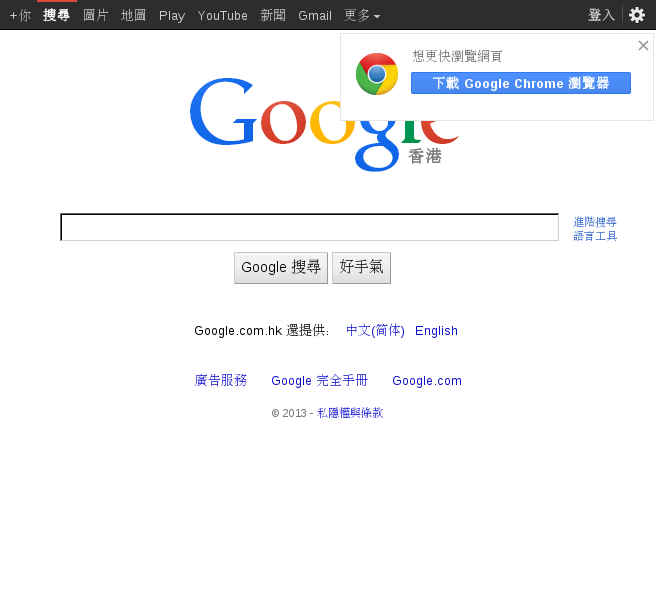 +你 搜尋 圖片 地圖 Play YouTube 新聞 Gmail 更多 登入
想更快瀏覽網頁
下載 Google Chrome 瀏覽器
Google
香港
進階搜尋
語言工具
Google 搜尋 好手氣
Google.com.hk 還提供： 中文(简体) English
廣告服務 Google 完全手冊 Google.com
© 2013 - 私隱權與條款